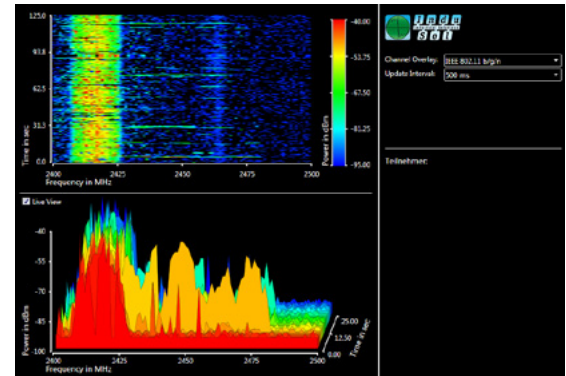 125.0
93.8
62.5
31.3
0.0
Time in sec
2400
2425
2450
2475
2500
Frequency in MHz
-40.00
-53.75
-67.50
-81.25
-95.00
Power in dBm
Indu
Sol
Channel Overlay: IEEE 802.11 b/g/n
Update Interval: 500 ms
Teilnehmer:
Live View
-40
-55
-70
-85
-100
Power in dBm
2400
2425
2450
2475
2500
Frequency in MHz
0.00
12.50
25.00
Time in sec